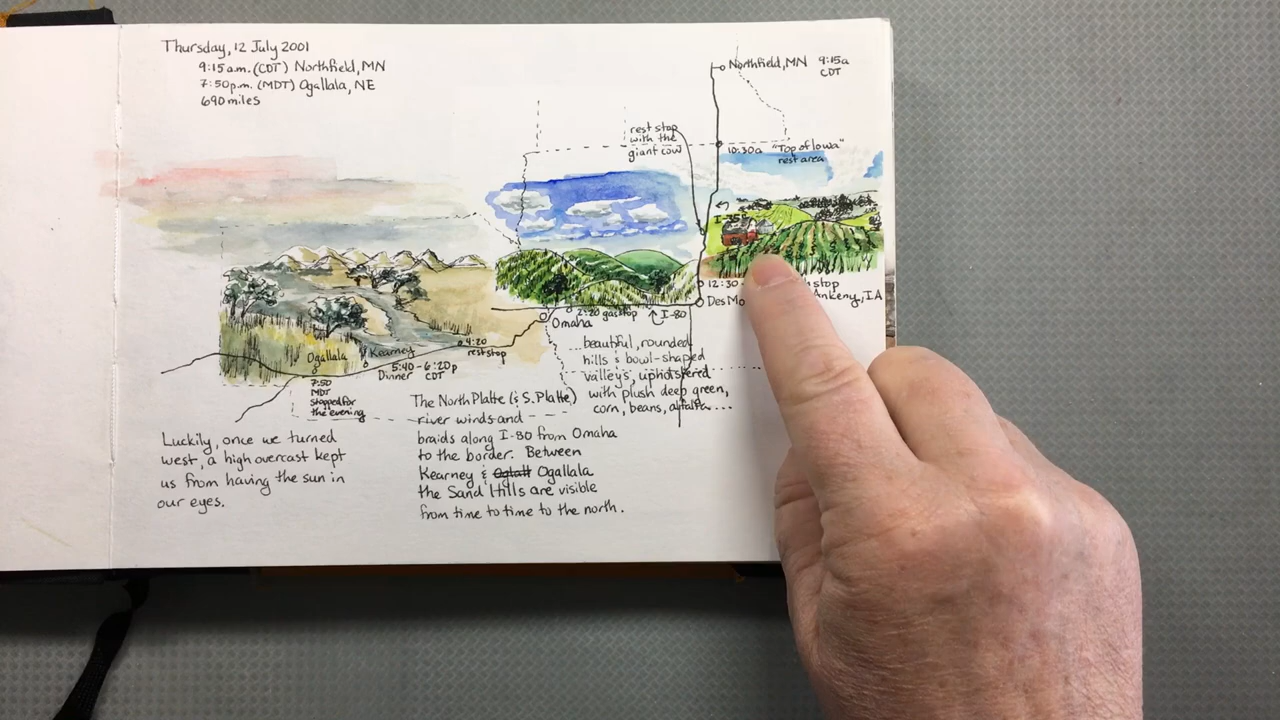 Thursday, 12 July 2001
9:15a.m. (CDT) Northfield, MN
7:50p.m. (MDT) Ogallala, NE
690 miles
Northfield, MN 9:15a
CDT
rest stop
with the
giant cow
10:30a "Top of Iowa"
rest area
I-35
12:30
stop
Des Mo
Ankeny, IA
2:20 gas stop
I-80
Omaha
4:20
rest stop
Ogallala
Kearney
5:40-6:20p
Dinner CDT
7:50
MDT
stopped for
the evening
beautiful, rounded
hills & bowl-shaped
valleys, upholstered
with plush deep green,
corn, beans, alfalfa....
The North Platte (& S. Platte)
river winds and
braids along I-80 from Omaha
to the border. Between
Kearney & Ogallala
the Sand Hills are visible
from time to time to the north.
Luckily, once we turned
west, a high overcast kept
us from having the sun in
our eyes.